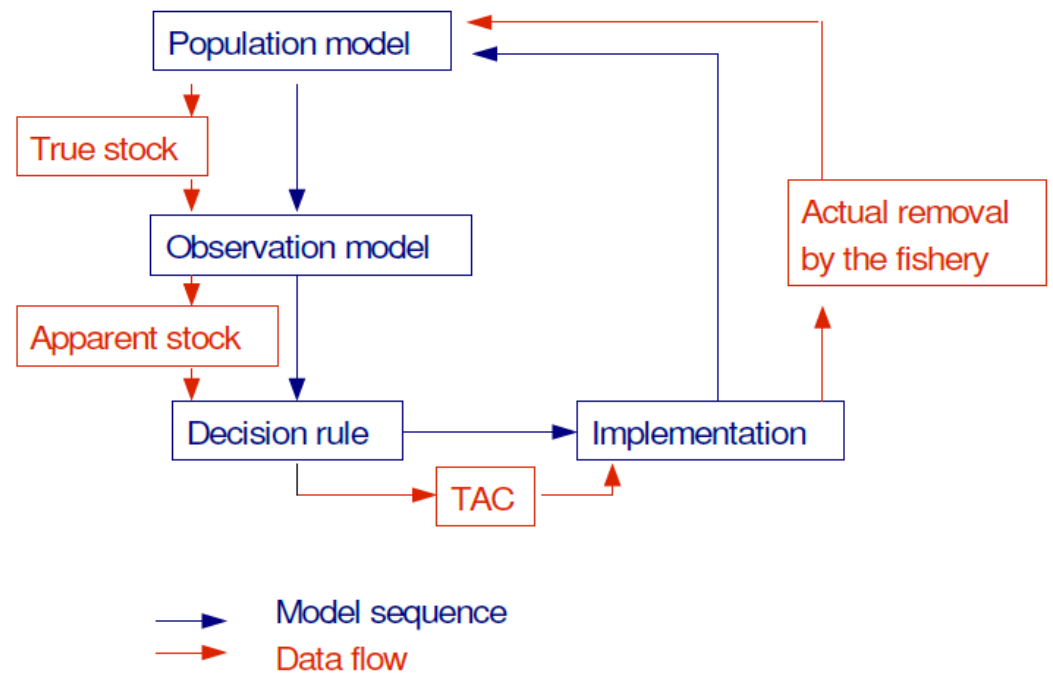 Population model
True stock
Observation model
Actual removal
by the fishery
Apparent stock
Decision rule
Implementation
TAC
Model sequence
Data flow